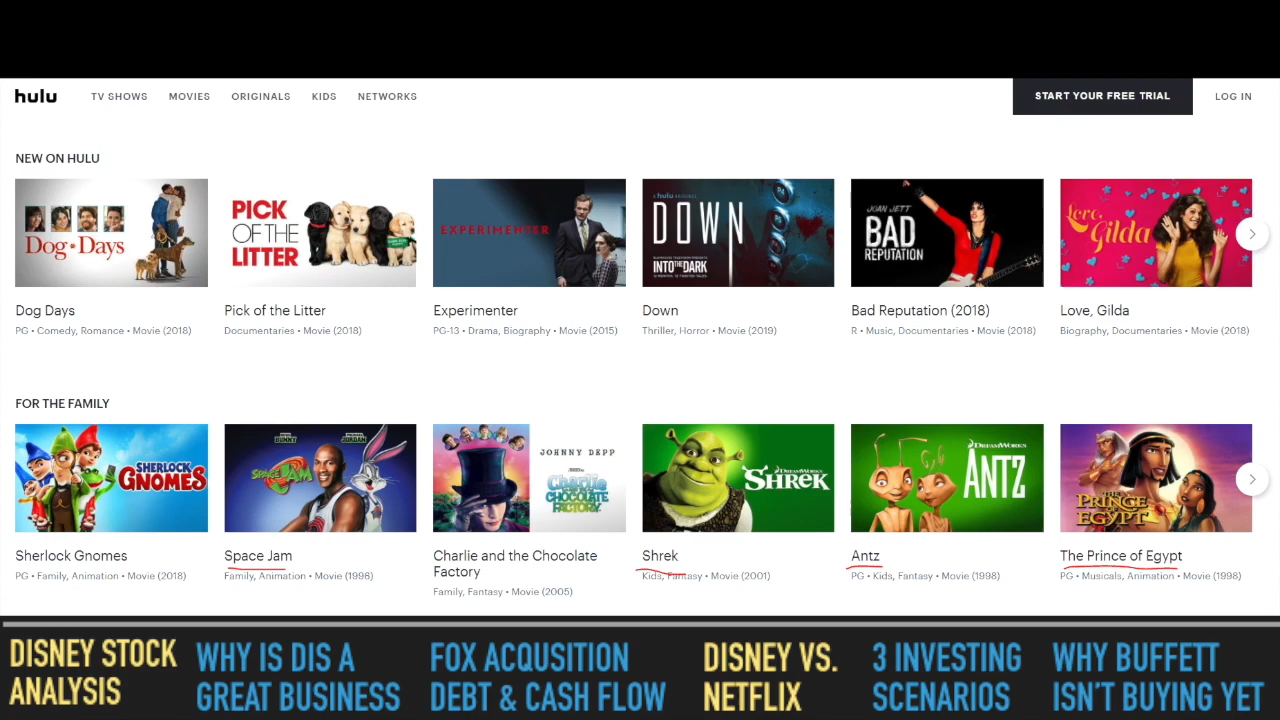 hulu TV SHOWS MOVIES ORIGINALS KIDS NETWORKS START YOUR FREE TRIAL LOG IN
NEW ON HULU
Dog Days
PICK
OF THE
LITTER
EXPERIMENTER
a hulu ORIGINAL
DOWN
INTO THE DARK
JOAN JETT
BAD
REPUTATION
Love,
Gilda
Dog Days
PG • Comedy, Romance • Movie (2018)
Pick of the Litter
Documentaries • Movie (2018)
Experimenter
PG-13 • Drama, Biography • Movie (2015)
Down
Thriller, Horror • Movie (2019)
Bad Reputation (2018)
R • Music, Documentaries • Movie (2018)
Love, Gilda
Biography, Documentaries • Movie (2018)
FOR THE FAMILY
SHERLOCK
GNOMES
BUNNY
JORDAN
SPACE JAM
JOHNNY DEPP
Charlie
and the
CHOCOLATE
FACTORY
DREAMWORKS
SHREK
DREAMWORKS
ANTZ
THE
PRINCE
OF
EGYPT
Sherlock Gnomes
PG • Family, Animation • Movie (2018)
Space Jam
Family, Animation • Movie (1996)
Charlie and the Chocolate
Factory
Family, Fantasy • Movie (2005)
Shrek
Kids, Fantasy • Movie (2001)
Antz
PG • Kids, Fantasy • Movie (1998)
The Prince of Egypt
PG • Musicals, Animation • Movie (1998)
DISNEY STOCK
ANALYSIS
WHY IS DIS A
GREAT BUSINESS
FOX ACQUSITION
DEBT & CASH FLOW
DISNEY VS.
NETFLIX
3 INVESTING
SCENARIOS
WHY BUFFETT
ISN'T BUYING YET